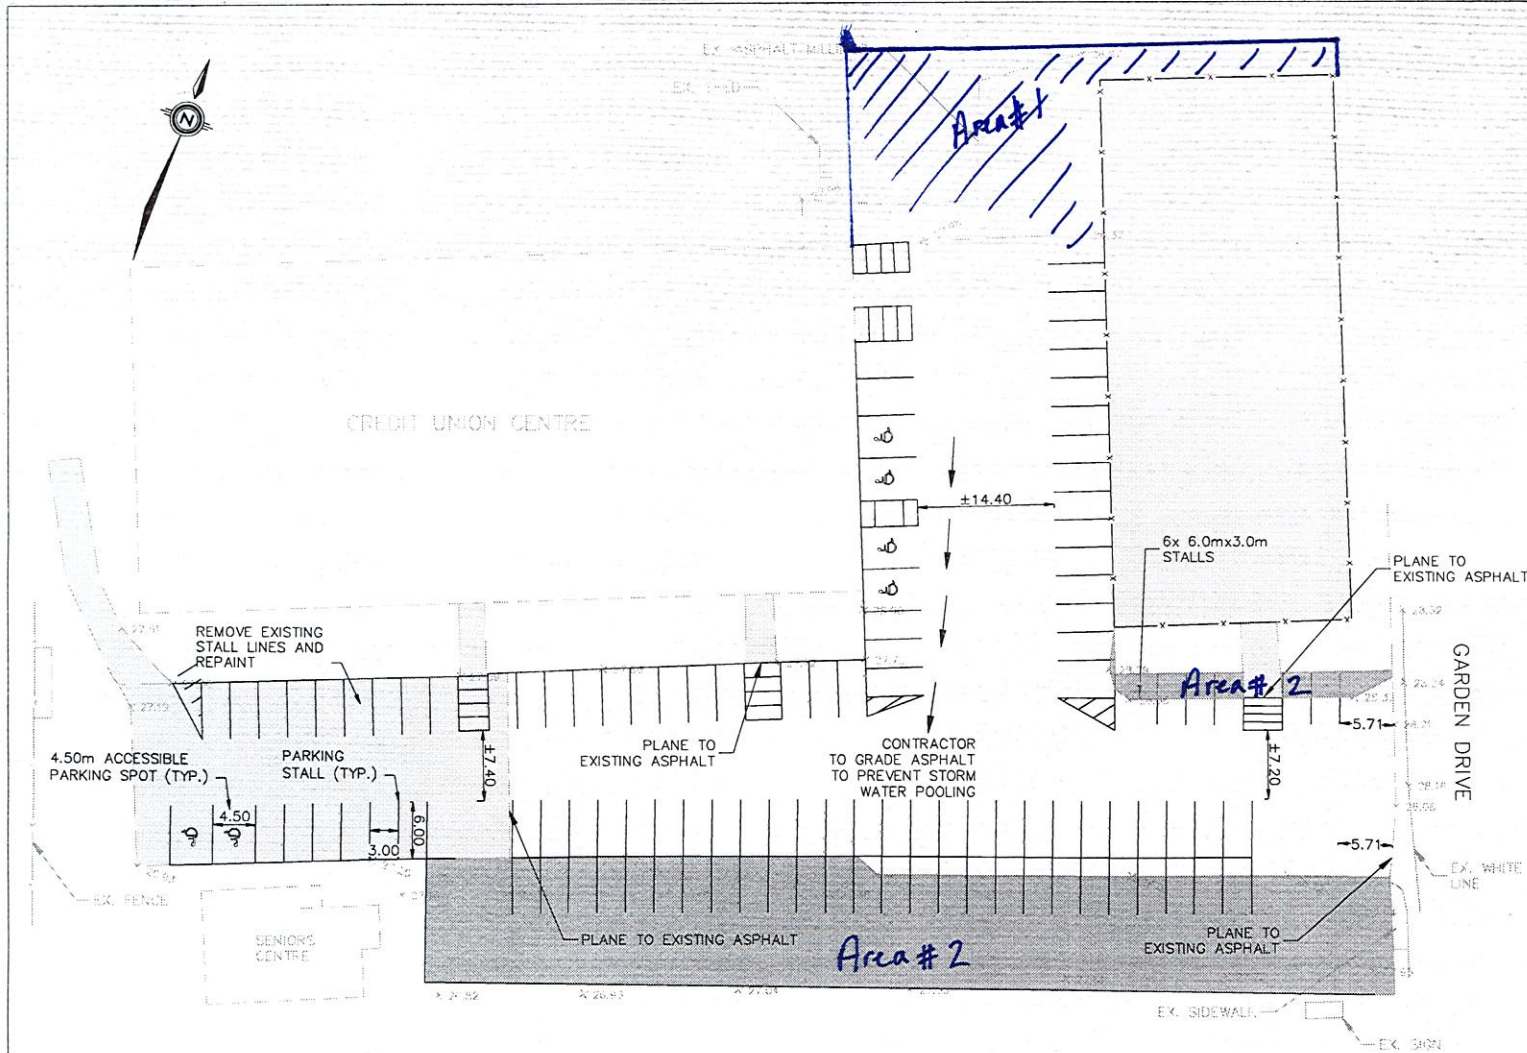 EX. ASPHALT
EX. SHED
N
Area#1
CREDIT UNION CENTRE
±14.40
6x 6.0mx3.0m
STALLS
PLANE TO
EXISTING ASPHALT
REMOVE EXISTING
STALL LINES AND
REPAINT
GARDEN DRIVE
Area# 2
5.71
4.50m ACCESSIBLE
PARKING SPOT (TYP.)
PARKING
STALL (TYP.)
±7.40
PLANE TO
EXISTING ASPHALT
CONTRACTOR
TO GRADE ASPHALT
TO PREVENT STORM
WATER POOLING
±7.20
4.50
3.00
6.00
5.71
EX. WHITE
LINE
EX. FENCE
SENIORS
CENTRE
PLANE TO EXISTING ASPHALT
Area # 2
PLANE TO
EXISTING ASPHALT
EX. SIDEWALK
EX. SIGN